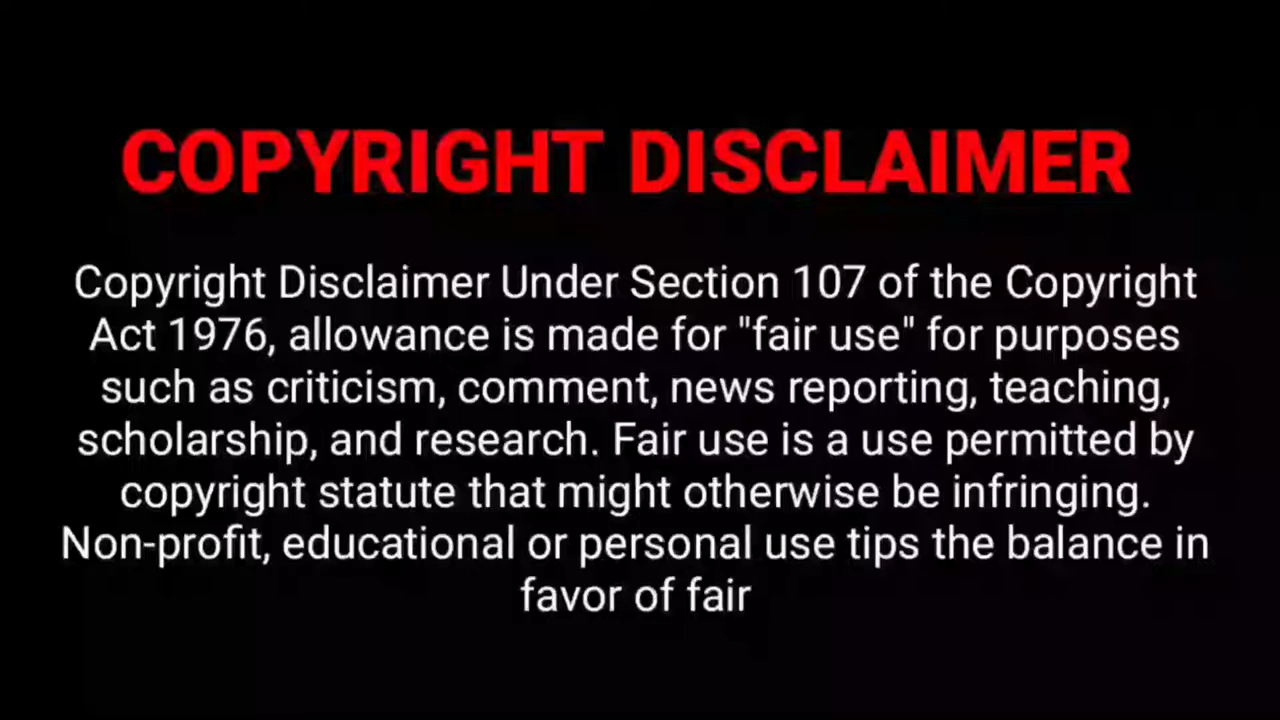 COPYRIGHT DISCLAIMER
Copyright Disclaimer Under Section 107 of the Copyright
Act 1976, allowance is made for "fair use" for purposes
such as criticism, comment, news reporting, teaching,
scholarship, and research. Fair use is a use permitted by
copyright statute that might otherwise be infringing.
Non-profit, educational or personal use tips the balance in
favor of fair